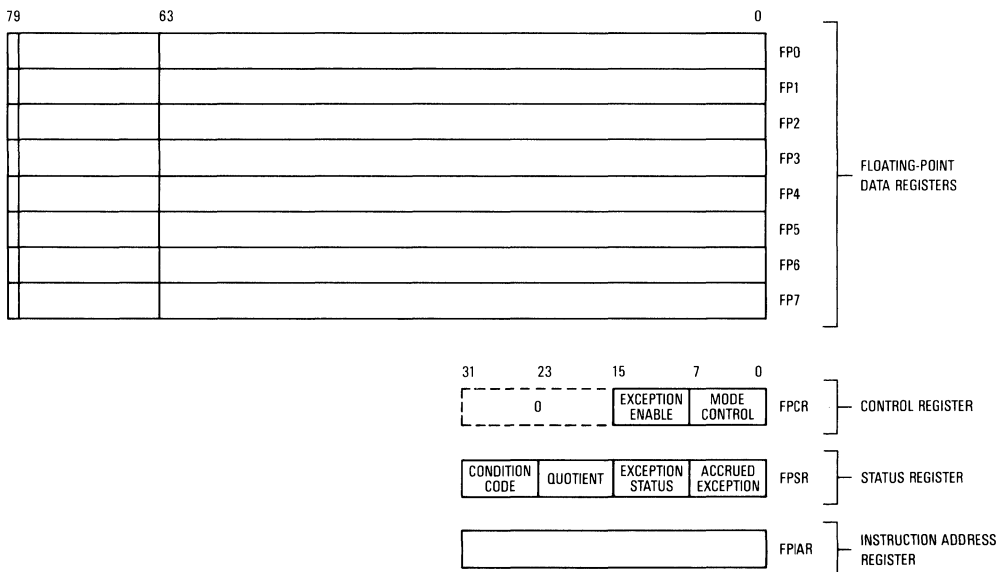 79 63 0
FP0
FP1
FP2
FP3
FP4
FP5
FP6
FP7
FLOATING-POINT
DATA REGISTERS
31 23 15 7 0
0
EXCEPTION
ENABLE
MODE
CONTROL
FPCR
CONTROL REGISTER
CONDITION
CODE
QUOTIENT
EXCEPTION
STATUS
ACCRUED
EXCEPTION
FPSR
STATUS REGISTER
FPIAR
INSTRUCTION ADDRESS
REGISTER